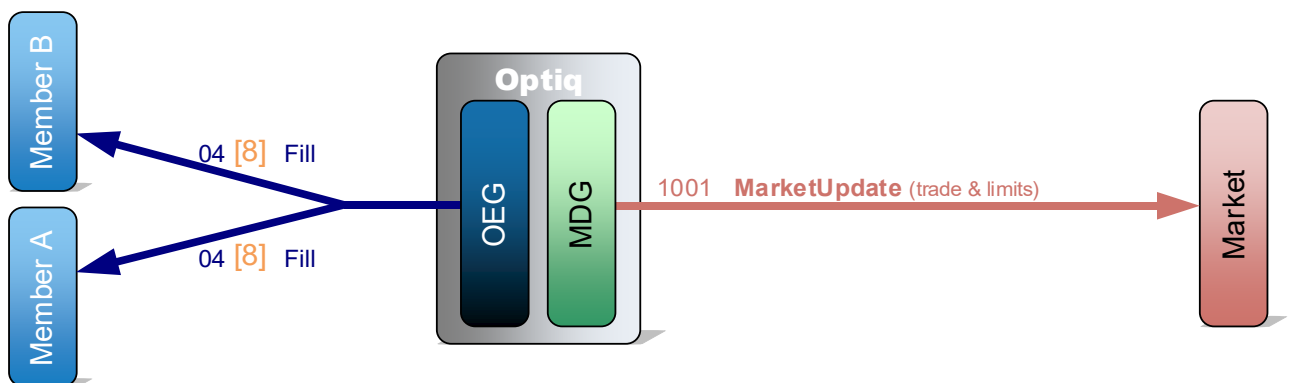 Member B
Optiq
04 [8] Fill
1001 MarketUpdate (trade & limits)
OEG
MDG
Market
Member A
04 [8] Fill